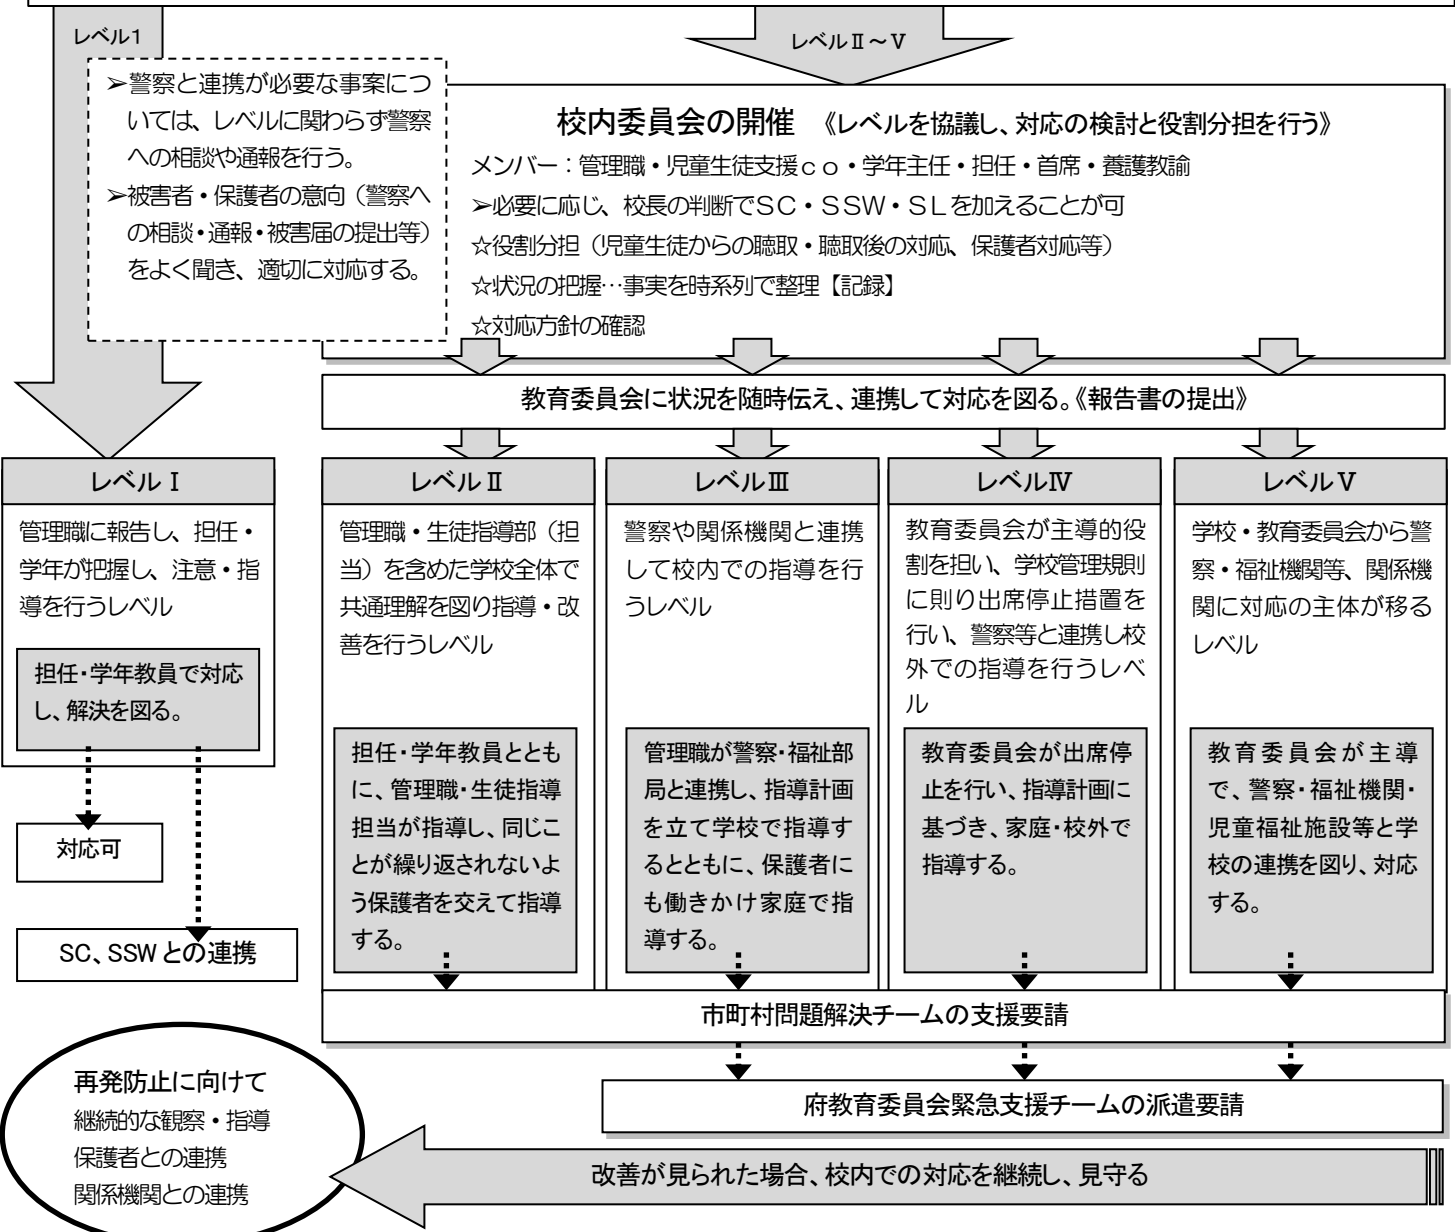 レベル1
レベルⅡ～Ⅴ
➢警察と連携が必要な事案につ
いては、レベルに関わらず警察
への相談や通報を行う。
➢被害者・保護者の意向（警察へ
の相談・通報・被害届の提出等）
をよく聞き、適切に対応する。
校内委員会の開催　《レベルを協議し、対応の検討と役割分担を行う》
メンバー：管理職・児童生徒支援ｃｏ・学年主任・担任・首席・養護教諭
➢必要に応じ、校長の判断でＳＣ・ＳＳＷ・ＳＬを加えることが可
☆役割分担（児童生徒からの聴取・聴取後の対応、保護者対応等）
☆状況の把握…事実を時系列で整理【記録】
☆対応方針の確認
教育委員会に状況を随時伝え、連携して対応を図る。《報告書の提出》
レベルⅠ
管理職に報告し、担任・
学年が把握し、注意・指
導を行うレベル
担任・学年教員で対応
し、解決を図る。
対応可
SC、SSWとの連携
レベルⅡ
管理職・生徒指導部（担
当）を含めた学校全体で
共通理解を図り指導・改
善を行うレベル
担任・学年教員ととも
に、管理職・生徒指導
担当が指導し、同じこ
とが繰り返されないよ
う保護者を交えて指導
する。
レベルⅢ
警察や関係機関と連携
して校内での指導を行
うレベル
管理職が警察・福祉部
局と連携し、指導計画
を立て学校で指導す
るとともに、保護者に
も働きかけ家庭で指
導する。
レベルⅣ
教育委員会が主導的役
割を担い、学校管理規則
に則り出席停止措置を
行い、警察等と連携し校
外での指導を行うレベ
ル
教育委員会が出席停
止を行い、指導計画に
基づき、家庭・校外で
指導する。
レベルⅤ
学校・教育委員会から警
察・福祉機関等、関係機
関に対応の主体が移る
レベル
教育委員会が主導
で、警察・福祉機関・
児童福祉施設等と学
校の連携を図り、対応
する。
市町村問題解決チームの支援要請
府教育委員会緊急支援チームの派遣要請
改善が見られた場合、校内での対応を継続し、見守る
再発防止に向けて
継続的な観察・指導
保護者との連携
関係機関との連携